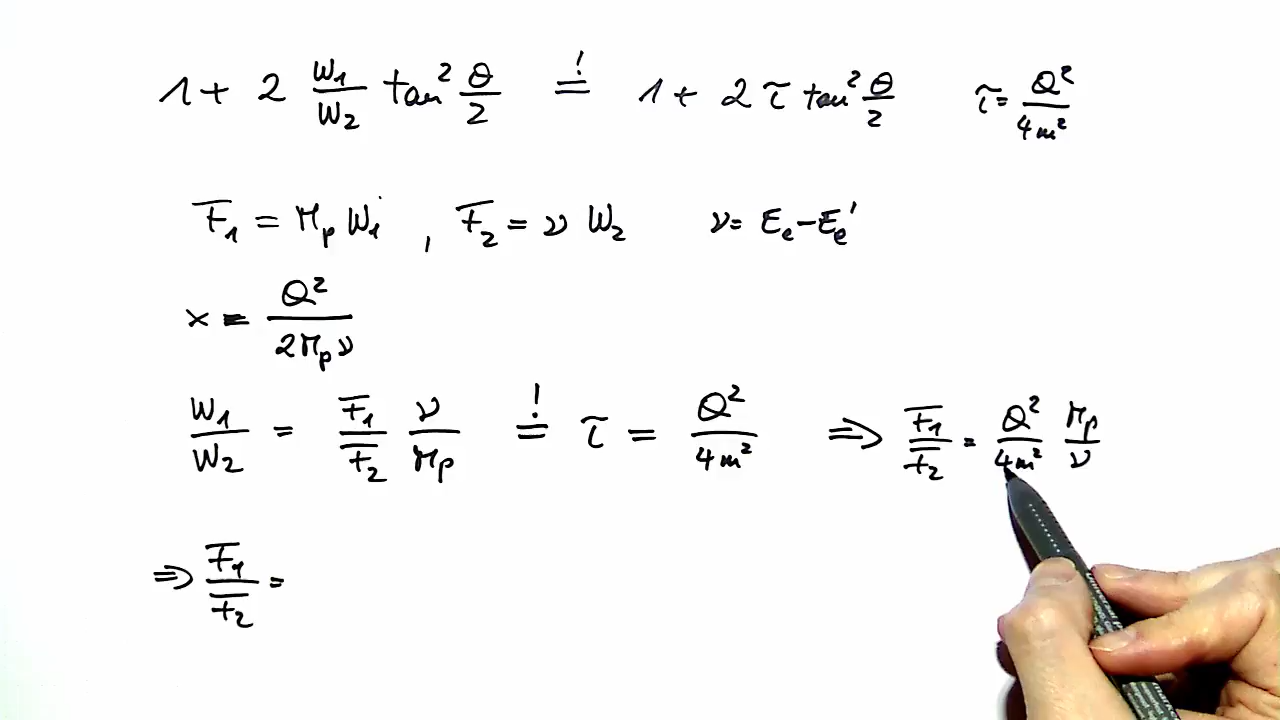 1 + 2 W₁/W₂ tan² θ/2 =! 1 + 2 τ tan² θ/2 τ = Q²/4m²
F₁ = M_p W₁ , F₂ = ν W₂ ν = E_e − E_e'
x = Q²/2M_pν
W₁/W₂ = F₁/F₂ ν/M_p =! τ = Q²/4m² ⇒ F₁/F₂ = Q²/4m² M_p/ν
⇒ F₁/F₂ =